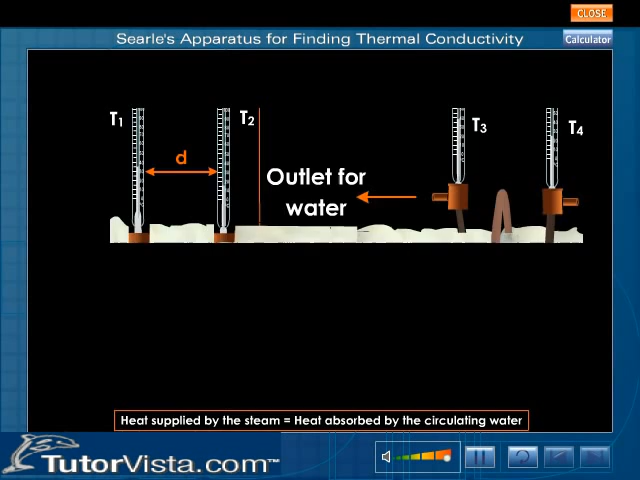 CLOSE
Searle's Apparatus for Finding Thermal Conductivity
Calculator
T1
T2
T3
T4
d
Outlet for
water
Heat supplied by the steam = Heat absorbed by the circulating water
TutorVista.com™